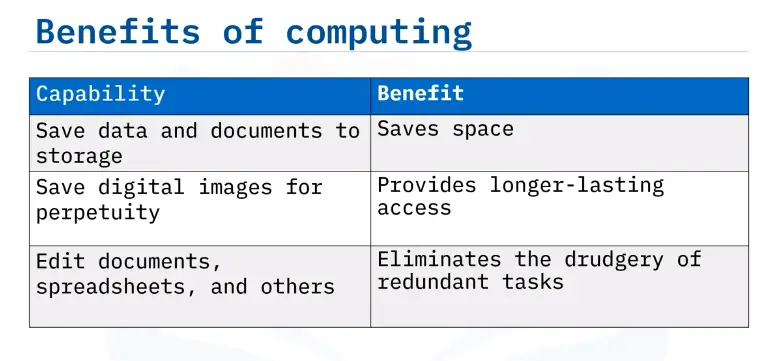 Benefits of computing
Capability
Benefit
Save data and documents to
storage
Saves space
Save digital images for
perpetuity
Provides longer-lasting
access
Edit documents,
spreadsheets, and others
Eliminates the drudgery of
redundant tasks